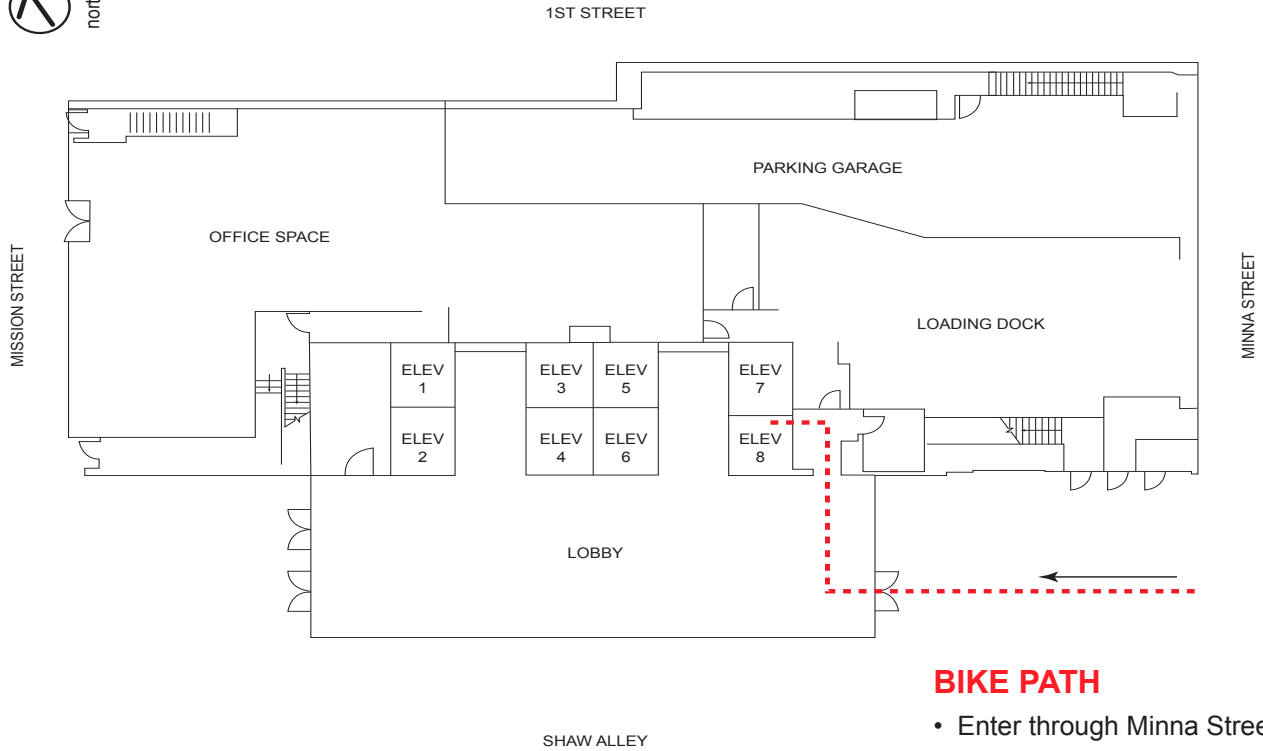 1ST STREET
PARKING GARAGE
OFFICE SPACE
MISSION STREET
MINNA STREET
LOADING DOCK
ELEV
1
ELEV
3
ELEV
5
ELEV
7
ELEV
2
ELEV
4
ELEV
6
ELEV
8
LOBBY
BIKE PATH
• Enter through Minna
SHAW ALLEY